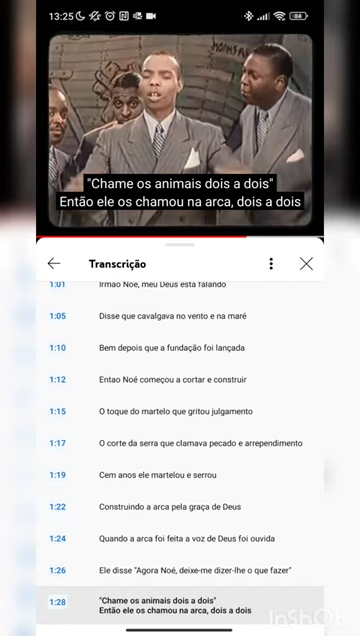 13:25
84
"Chame os animais dois a dois"
Então ele os chamou na arca, dois a dois
Transcrição
1:01 Irmão Noé, meu Deus está falando
1:05 Disse que cavalgava no vento e na maré
1:10 Bem depois que a fundação foi lançada
1:12 Entao Noé começou a cortar e construir
1:15 O toque do martelo que gritou julgamento
1:17 O corte da serra que clamava pecado e arrependimento
1:19 Cem anos ele martelou e serrou
1:22 Construindo a arca pela graça de Deus
1:24 Quando a arca foi feita a voz de Deus foi ouvida
1:26 Ele disse "Agora Noé, deixe-me dizer-lhe o que fazer"
1:28 "Chame os animais dois a dois"
Então ele os chamou na arca, dois a dois
InShOt